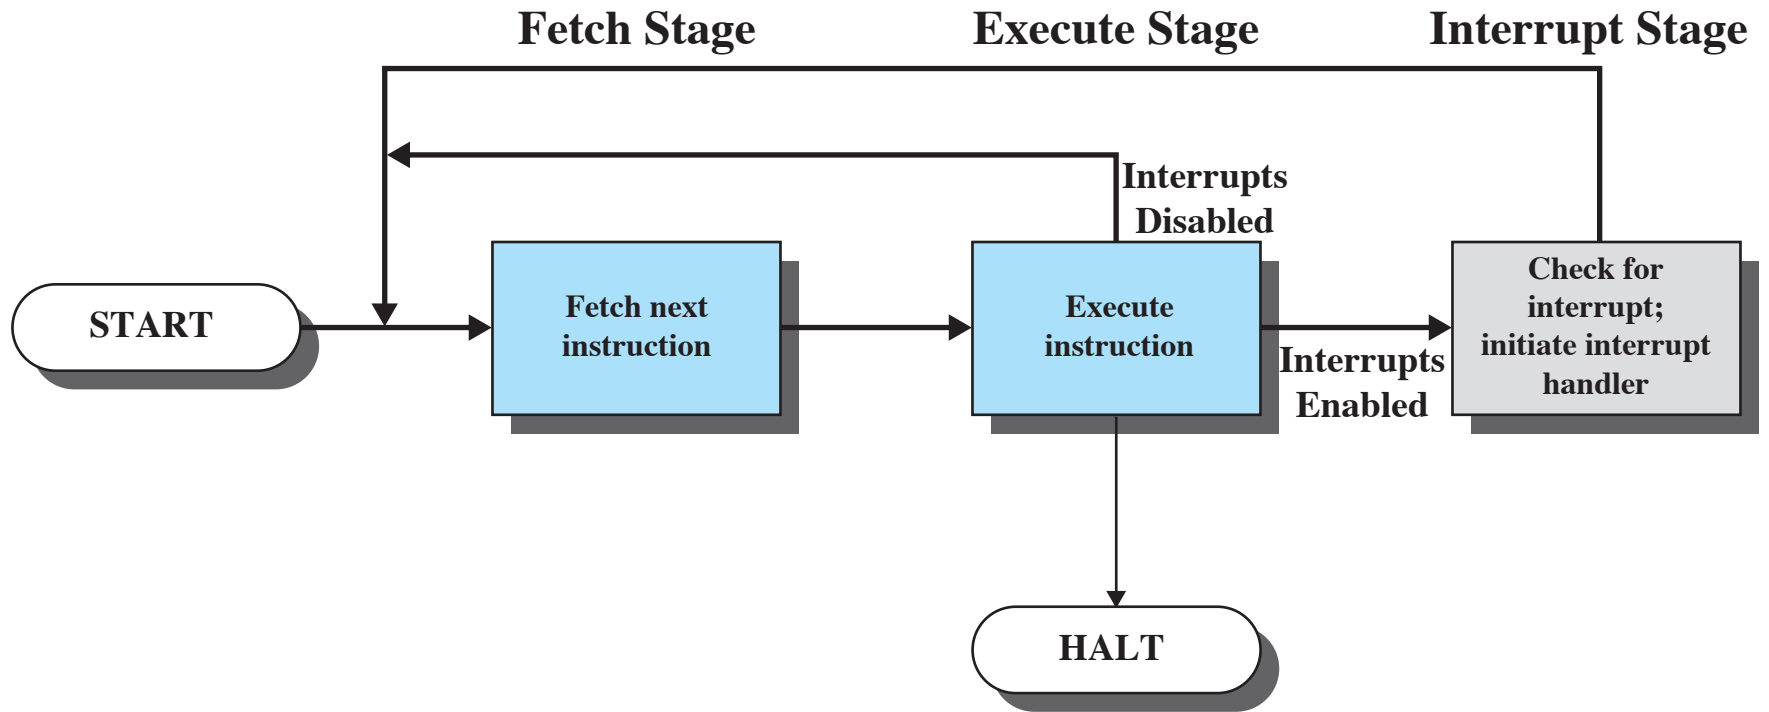 Fetch Stage
Execute Stage
Interrupt Stage
Interrupts
Disabled
START
Fetch next
instruction
Execute
instruction
Interrupts
Enabled
Check for
interrupt;
initiate interrupt
handler
HALT